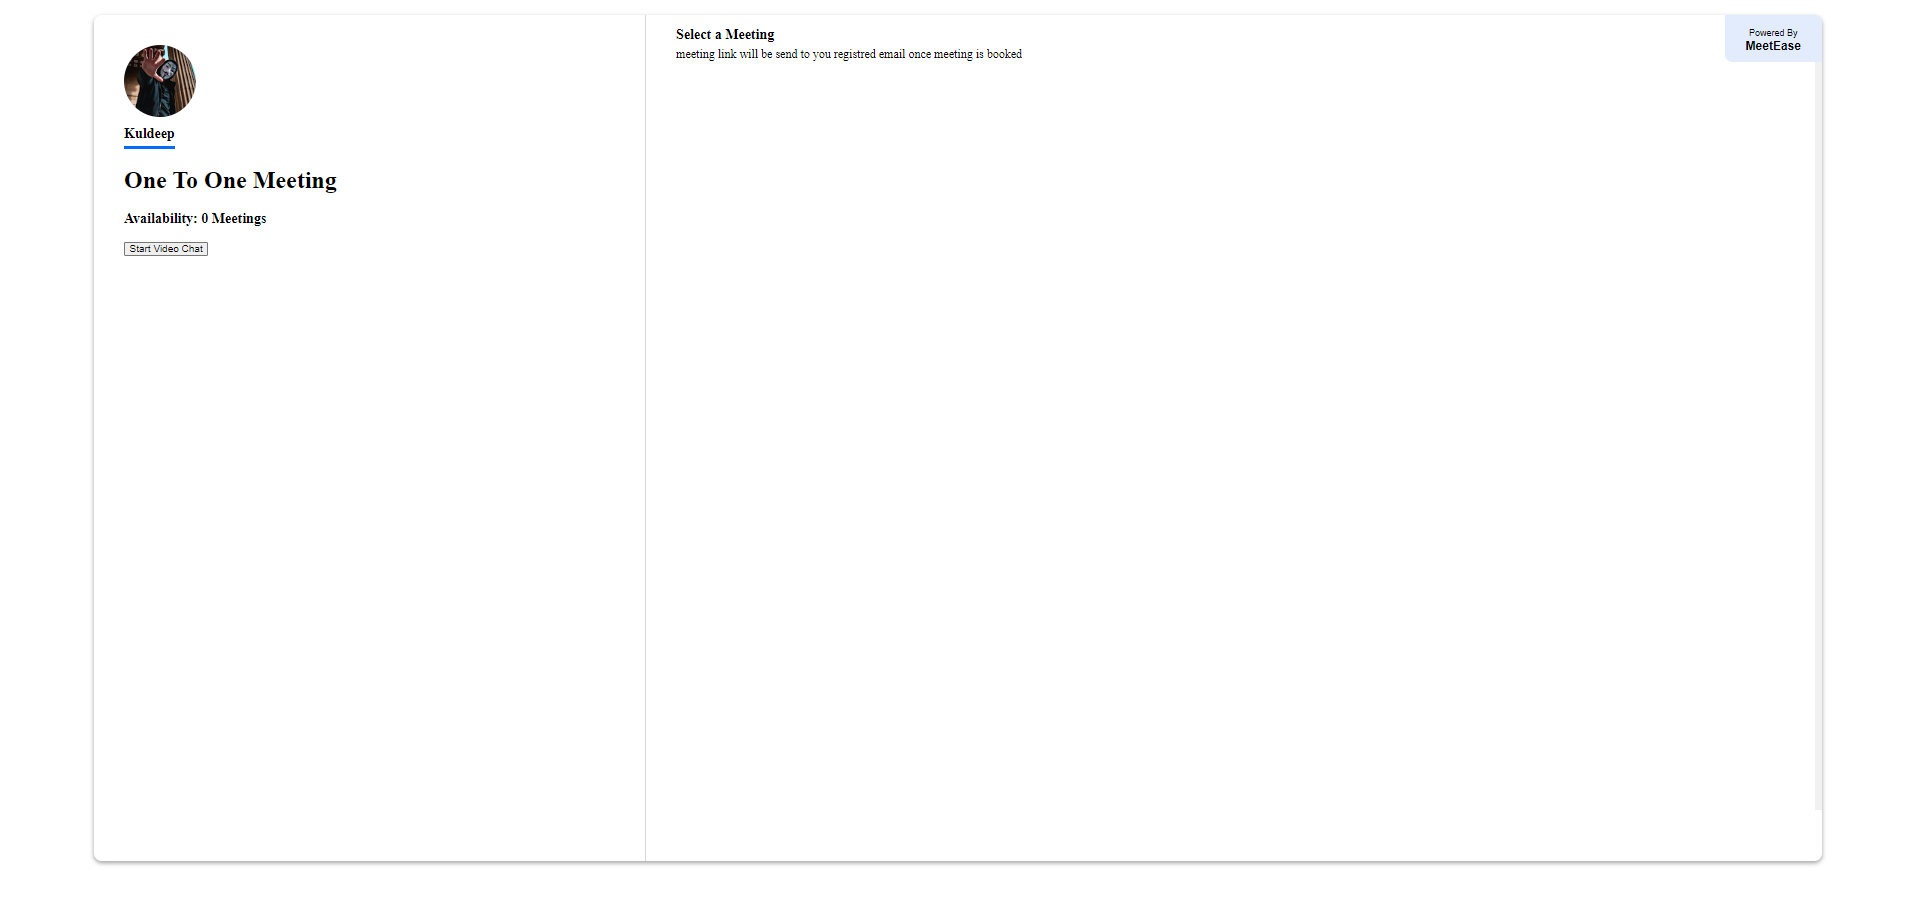 Kuldeep
One To One Meeting
Availability: 0 Meetings
Start Video Chat
Select a Meeting
meeting link will be send to you registred email once meeting is booked
Powered By
MeetEase